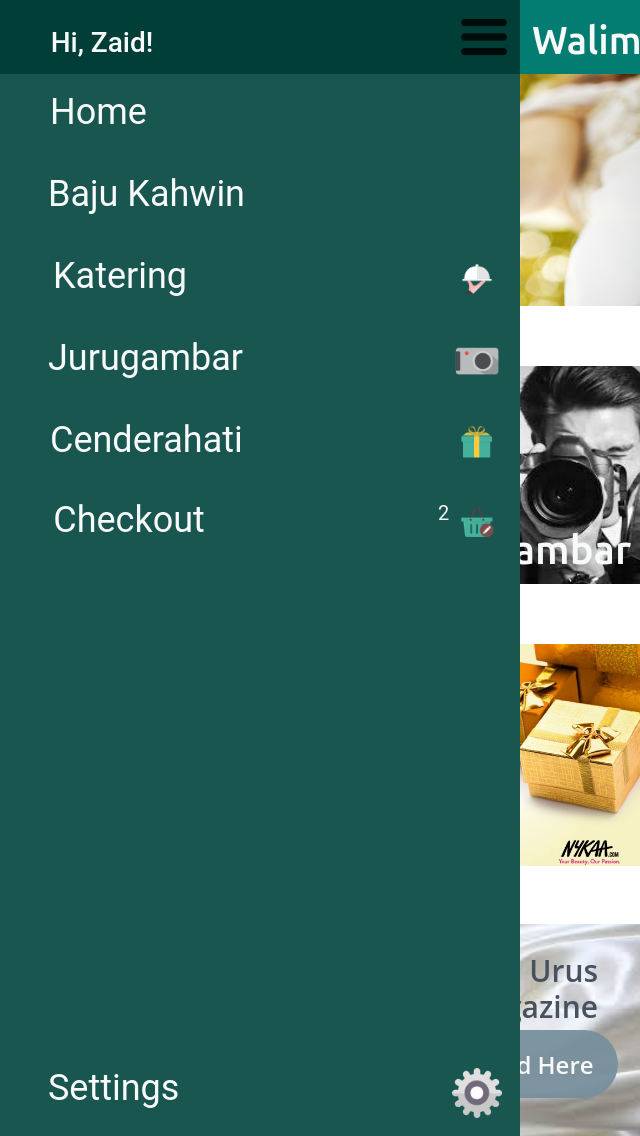 Hi, Zaid!
Walim
Home
Baju Kahwin
Katering
Jurugambar
Cenderahati
Checkout
2
ambar
NYKAA.COM
Your Beauty. Our Passion.
Urus
gazine
d Here
Settings